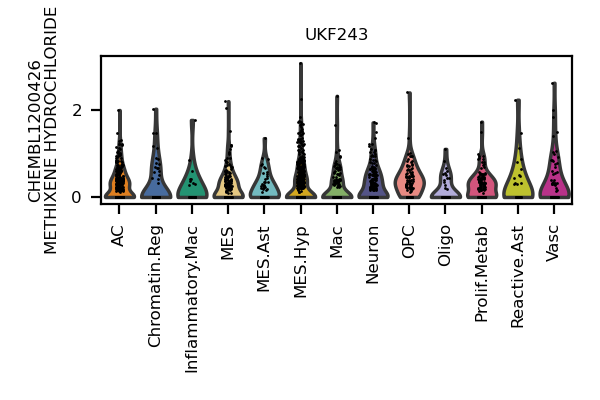 UKF243
CHEMBL1200426
METHIXENE HYDROCHLORIDE
2
0
AC
Chromatin.Reg
Inflammatory.Mac
MES
MES.Ast
MES.Hyp
Mac
Neuron
OPC
Oligo
Prolif.Metab
Reactive.Ast
Vasc